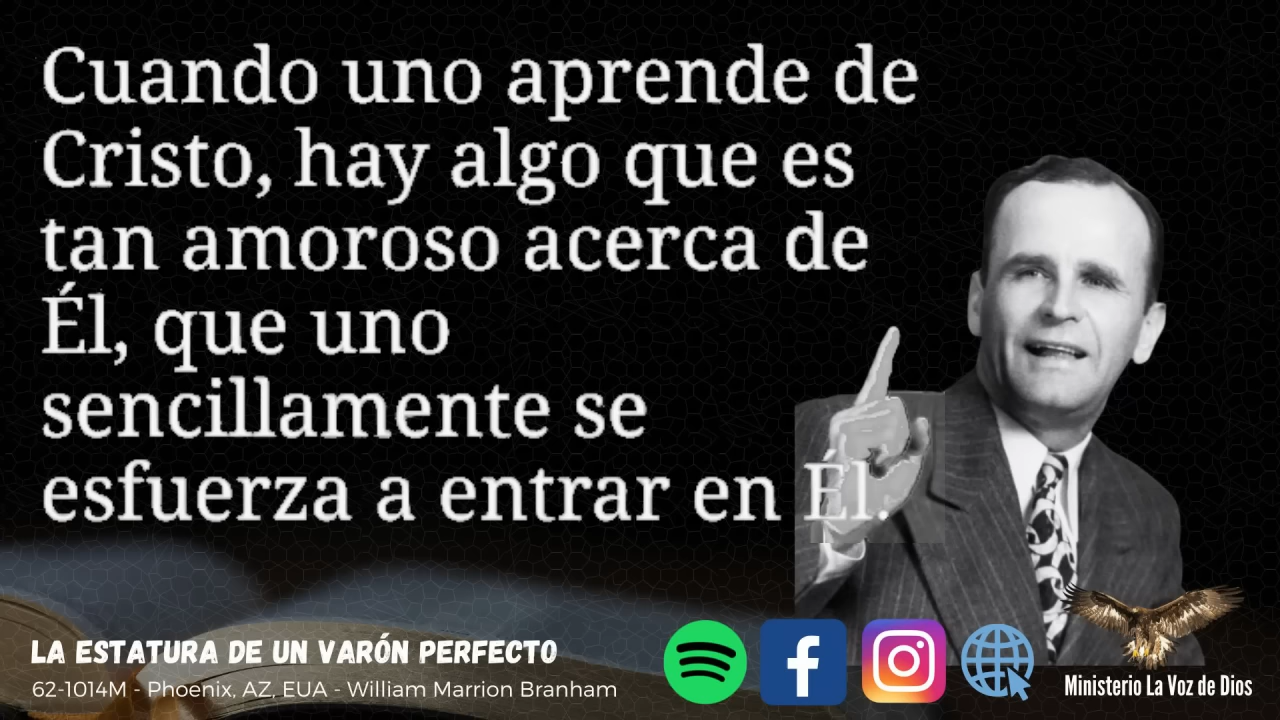 Cuando uno aprende de
Cristo, hay algo que es
tan amoroso acerca de
Él, que uno
sencillamente se
esfuerza a entrar en Él.
LA ESTATURA DE UN VARÓN PERFECTO
62-1014M - Phoenix, AZ, EUA - William Marrion Branham
Ministerio La Voz de Dios